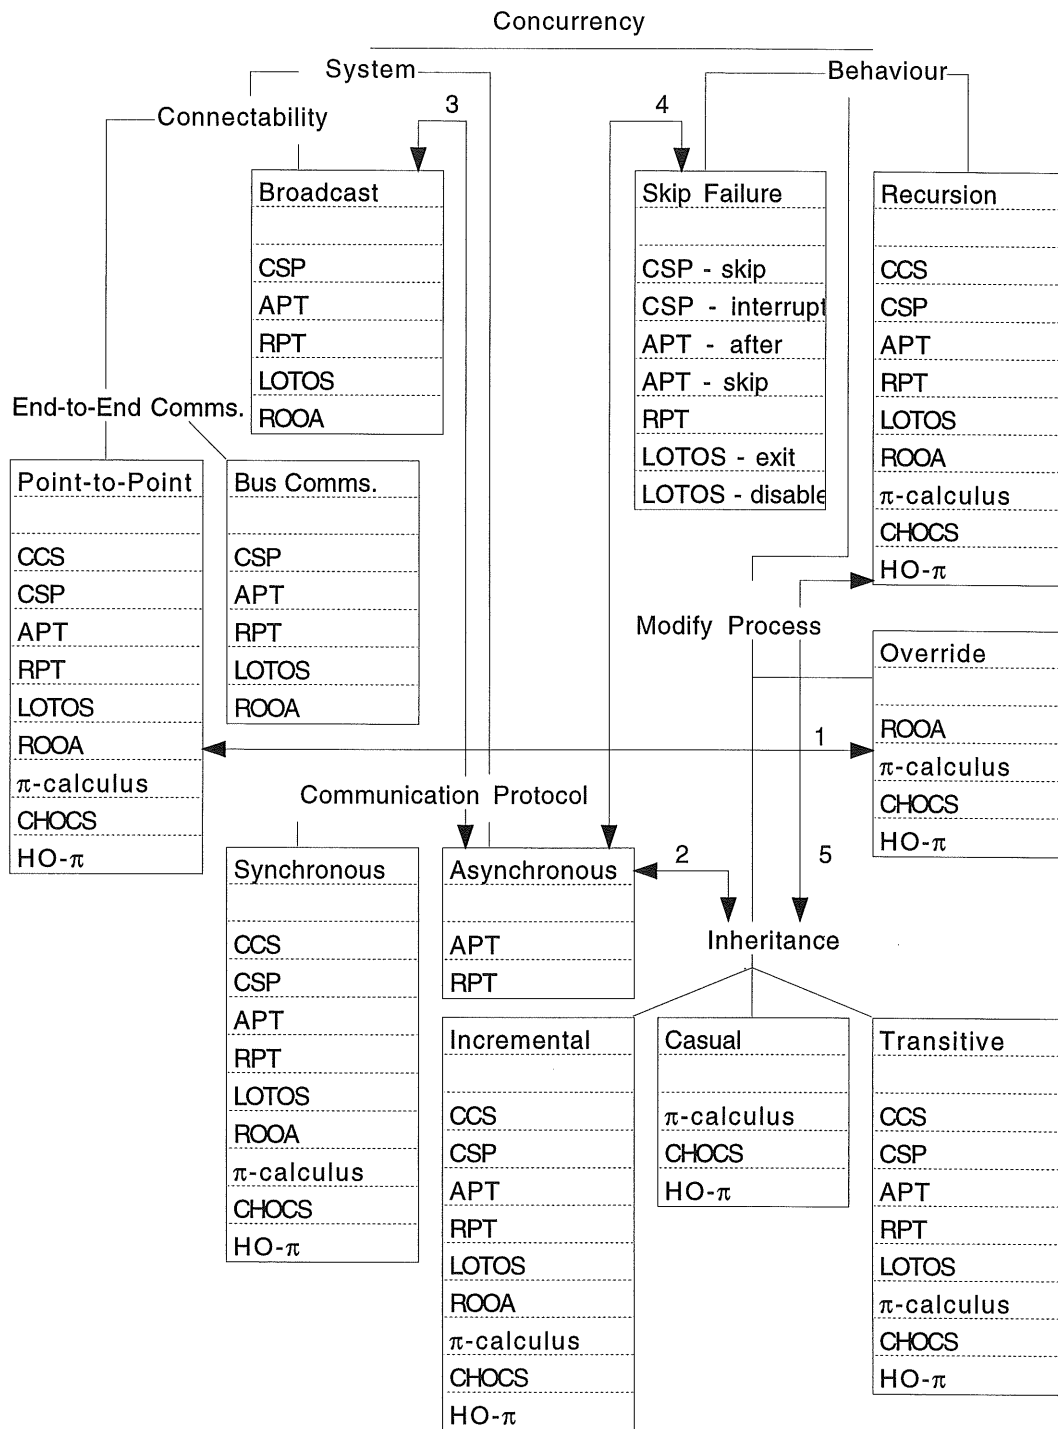 Concurrency
System
Behaviour
Connectability
3
4
Broadcast
CSP
APT
RPT
LOTOS
ROOA
Skip Failure
CSP - skip
CSP - interrupt
APT - after
APT - skip
RPT
LOTOS - exit
LOTOS - disable
Recursion
CCS
CSP
APT
RPT
LOTOS
ROOA
π-calculus
CHOCS
HO-π
End-to-End Comms.
Point-to-Point
CCS
CSP
APT
RPT
LOTOS
ROOA
π-calculus
CHOCS
HO-π
Bus Comms.
CSP
APT
RPT
LOTOS
ROOA
Modify Process
Override
ROOA
π-calculus
CHOCS
HO-π
1
Communication Protocol
Synchronous
CCS
CSP
APT
RPT
LOTOS
ROOA
π-calculus
CHOCS
HO-π
Asynchronous
APT
RPT
2
5
Inheritance
Incremental
CCS
CSP
APT
RPT
LOTOS
ROOA
π-calculus
CHOCS
HO-π
Casual
π-calculus
CHOCS
HO-π
Transitive
CCS
CSP
APT
RPT
LOTOS
π-calculus
CHOCS
HO-π